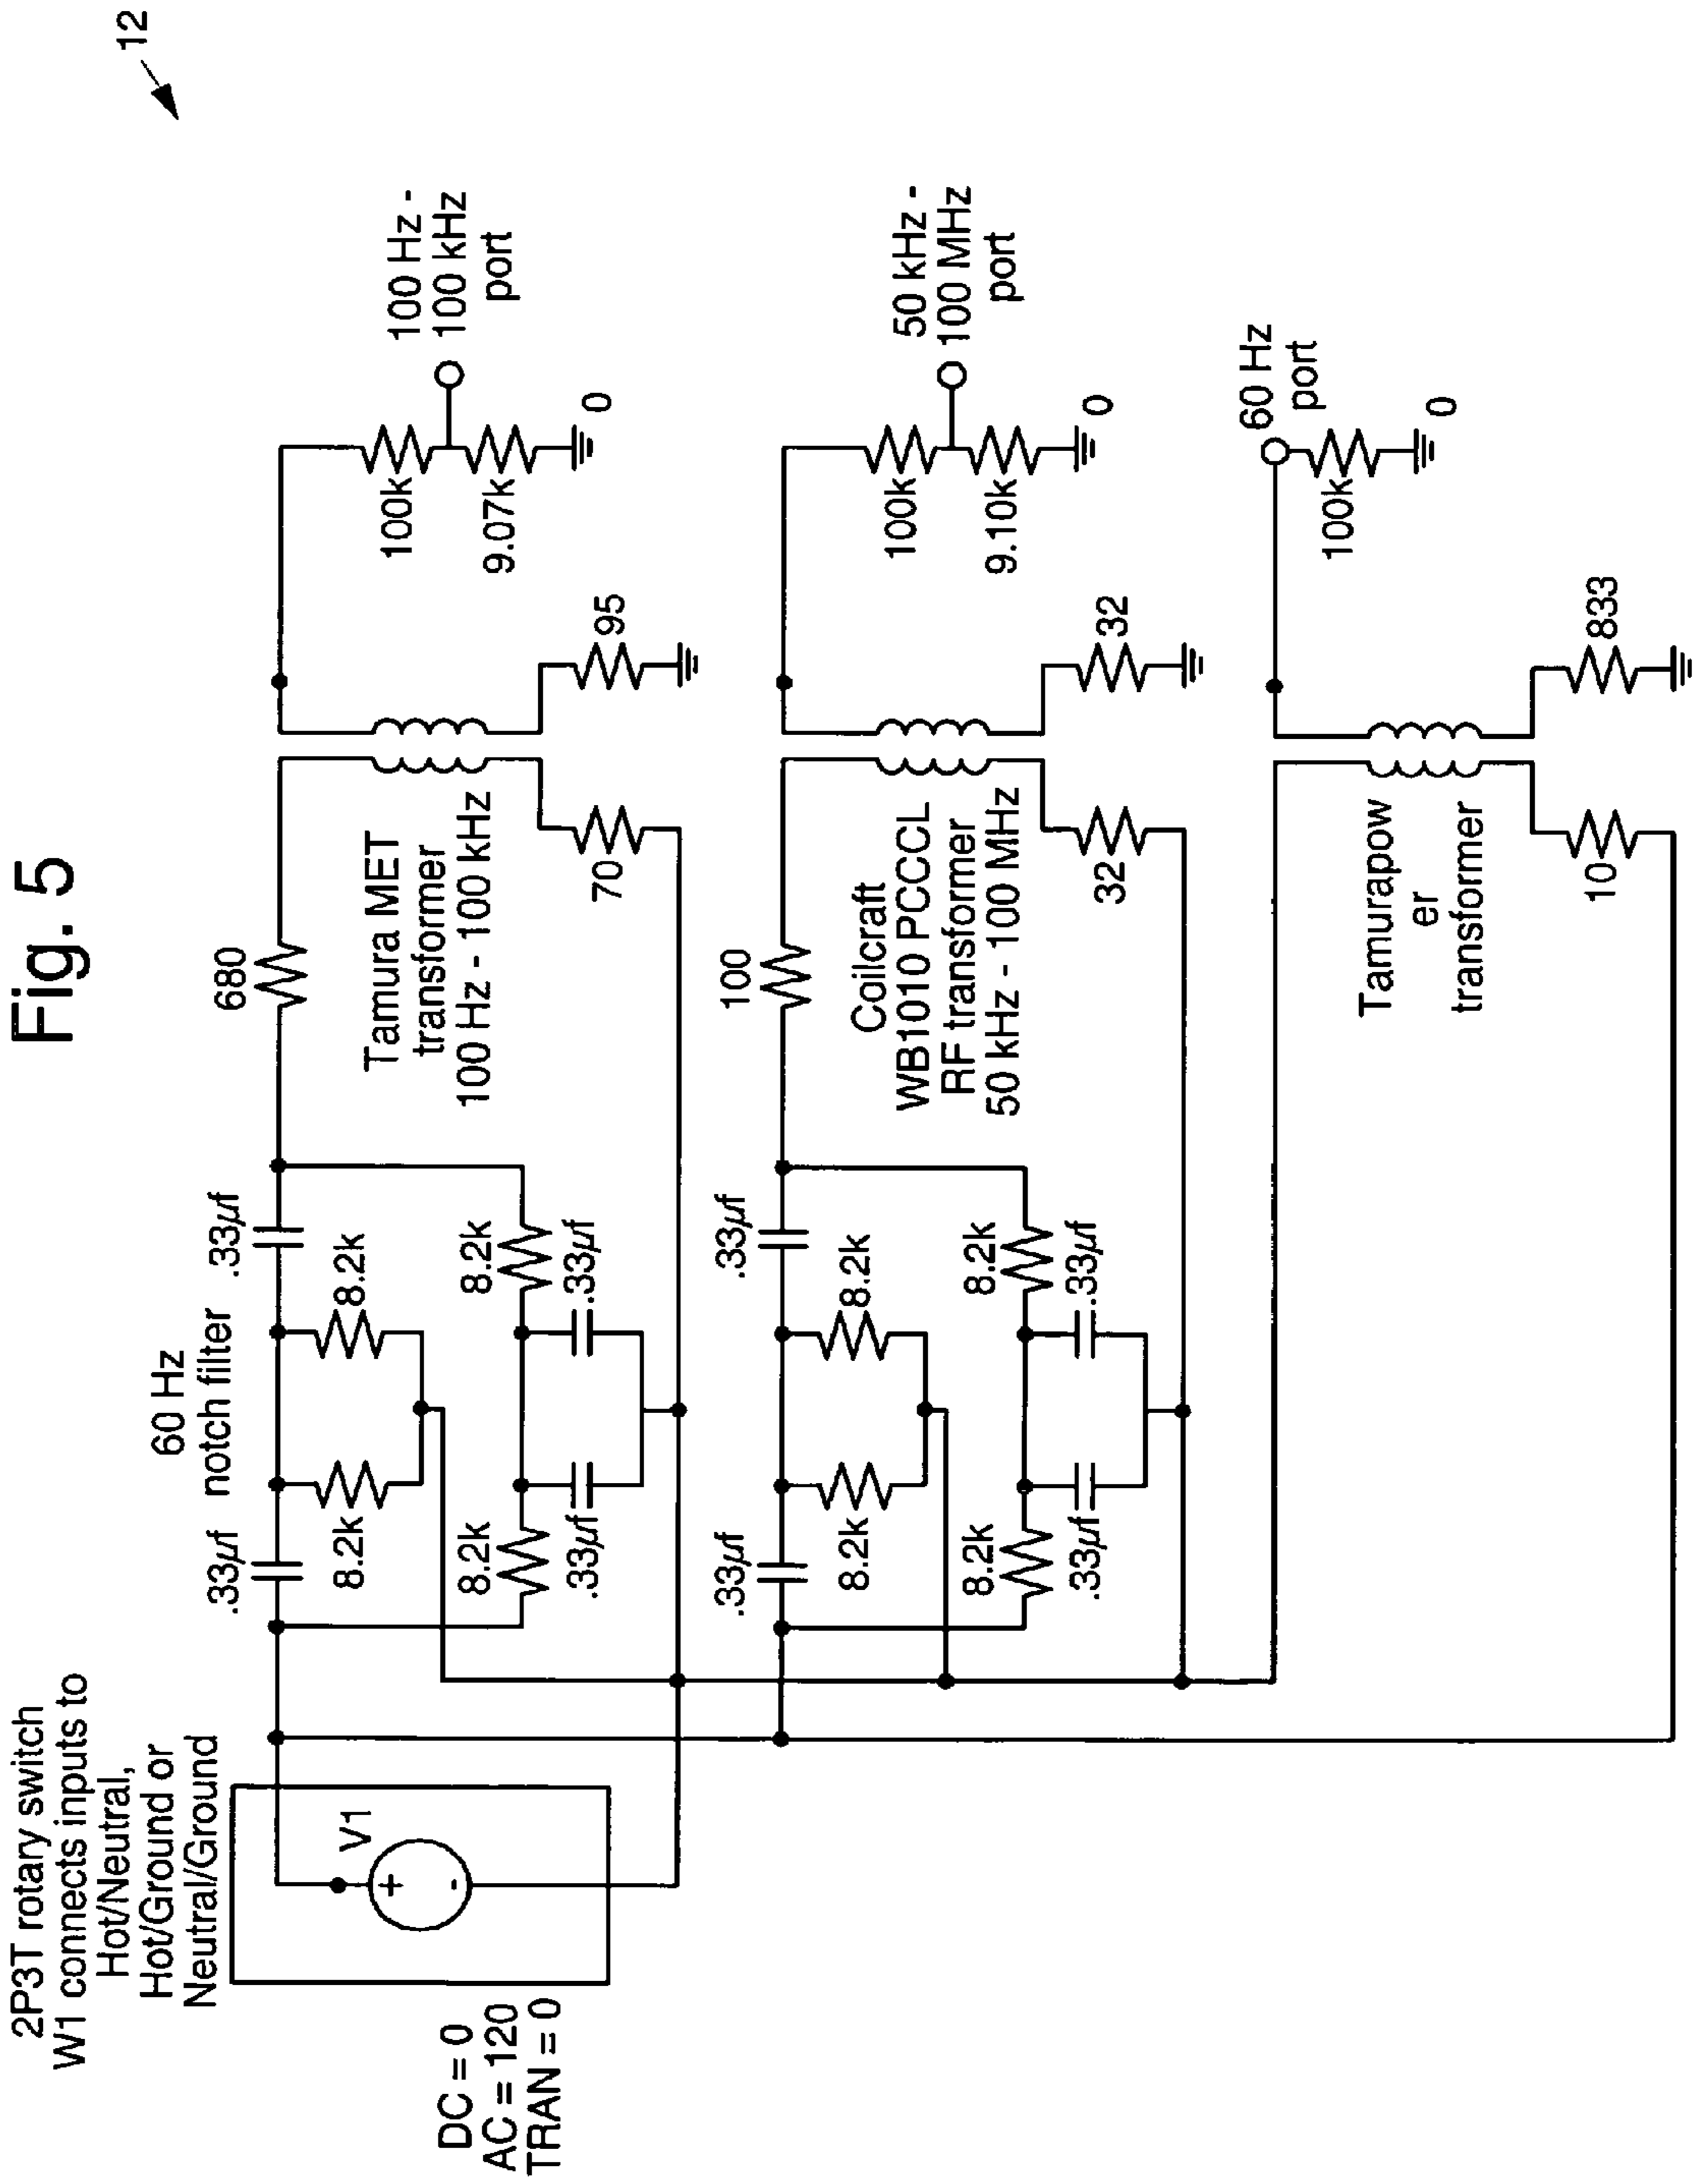 Fig. 5
12
2P3T rotary switch
W1 connects inputs to
Hot/Neutral,
Hot/Ground or
Neutral/Ground
DC = 0
AC = 120
TRAN = 0
V1
+
-
60 Hz
notch filter
.33µf
.33µf
8.2k
8.2k
8.2k
8.2k
.33µf
.33µf
680
Tamura MET
transformer
100 Hz - 100 kHz
70
95
100k
9.07k
0
100 Hz -
100 kHz
port
.33µf
.33µf
8.2k
8.2k
8.2k
8.2k
.33µf
.33µf
100
Coilcraft
WB1010 PCCCL
RF transformer
50 kHz - 100 MHz
32
32
100k
9.10k
0
50 kHz -
100 MHz
port
Tamurapow
er
transformer
10
833
60 Hz
port
100k
0